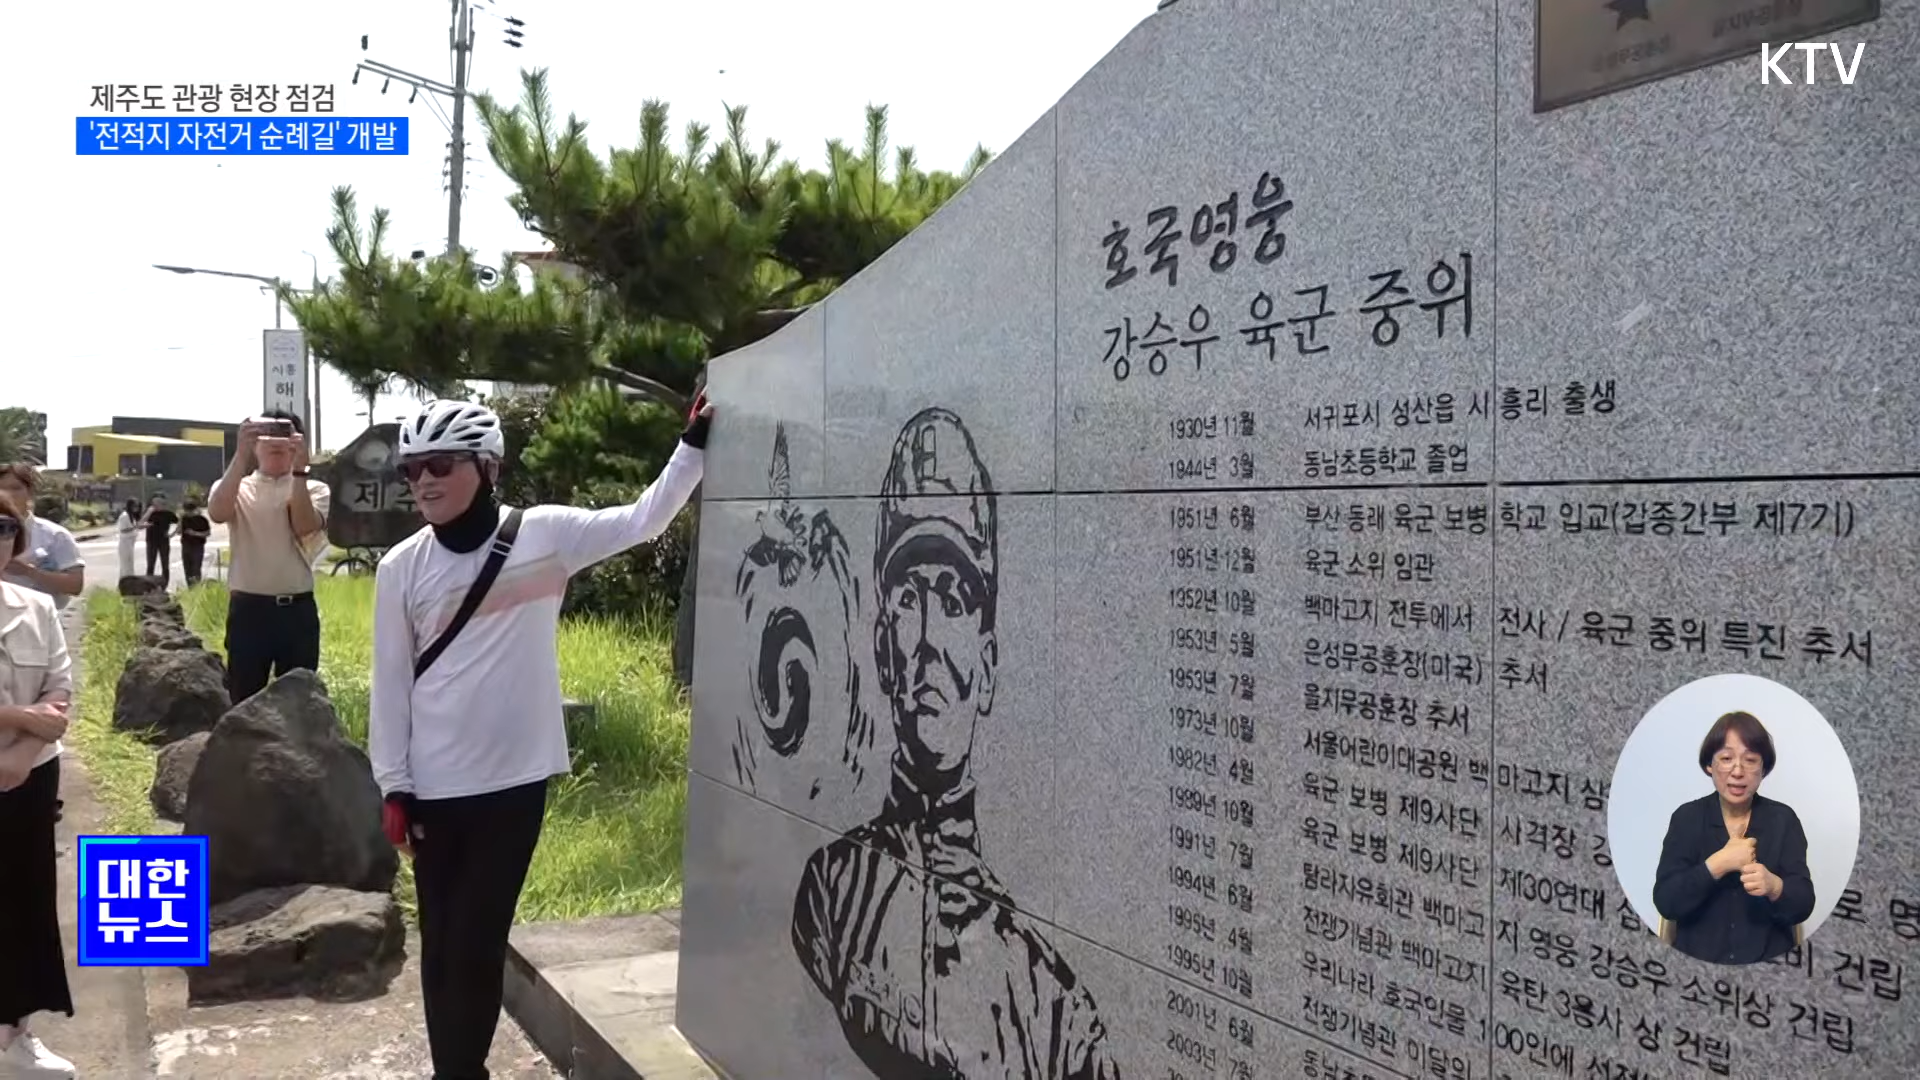 KTV
제주도 관광 현장 점검
'전적지 자전거 순례길' 개발
호국영웅
강승우 육군 중위
1930년 11월 서귀포시 성산읍 시흥리 출생
1944년 3월 동남초등학교 졸업
1951년 6월 부산 동래 육군 보병 학교 입교(갑종간부 제7기)
1951년 12월 육군 소위 임관
1952년 10월 백마고지 전투에서 전사 / 육군 중위 특진 추서
1953년 5월 은성무공훈장(미국) 추서
1953년 7월 을지무공훈장 추서
1973년 10월 서울어린이대공원 백마고지 삼
1982년 4월 육군 보병 제9사단 사격장 강 로 명
1989년 10월 육군 보병 제9사단 제30연대 비 건립
1991년 7월 탐라자유회관 백마고지 영웅 강승우 소위상 건립
1994년 6월 전쟁기념관 백마고지 육탄 3용사 상 건립
1995년 4월 우리나라 호국인물 100인에
1995년 10월 전쟁기념관 이달의
2001년 6월
2003년 7월
시흥
해
제주
대한
뉴스